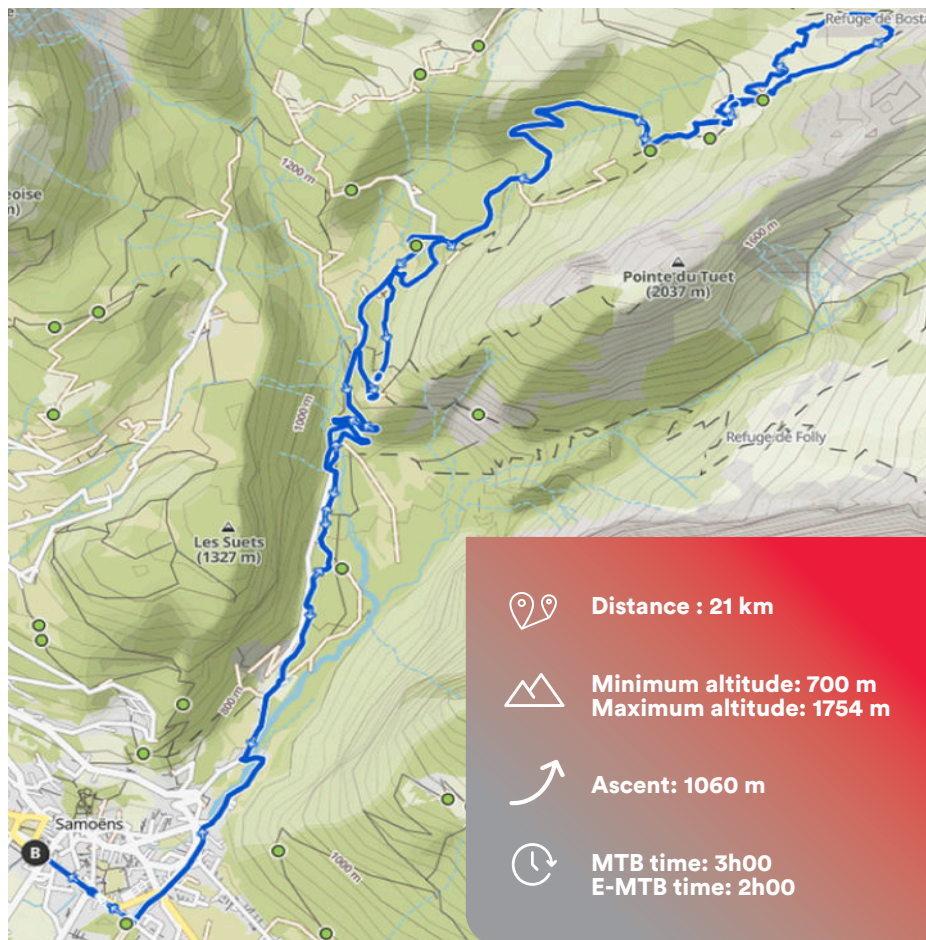 Refuge de Bosta
1200 m
eoise
m)
1600 m
Pointe du Tuet
(2037 m)
1000 m
Refuge de Folly
Les Suets
(1327 m)
Distance : 21 km
Minimum altitude: 700 m
Maximum altitude: 1754 m
800 m
Ascent: 1060 m
Samoëns
B
1000 m
MTB time: 3h00
E-MTB time: 2h00